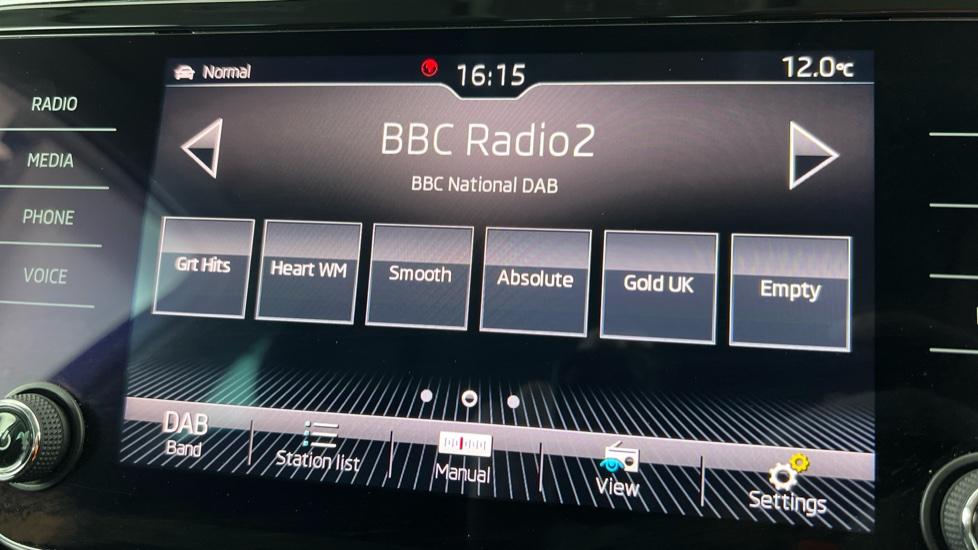 Normal
16:15
12.0°C
RADIO
MEDIA
PHONE
VOICE
BBC Radio2
BBC National DAB
Grt Hits
Heart WM
Smooth
Absolute
Gold UK
Empty
DAB
Band
Station list
Manual
View
Settings